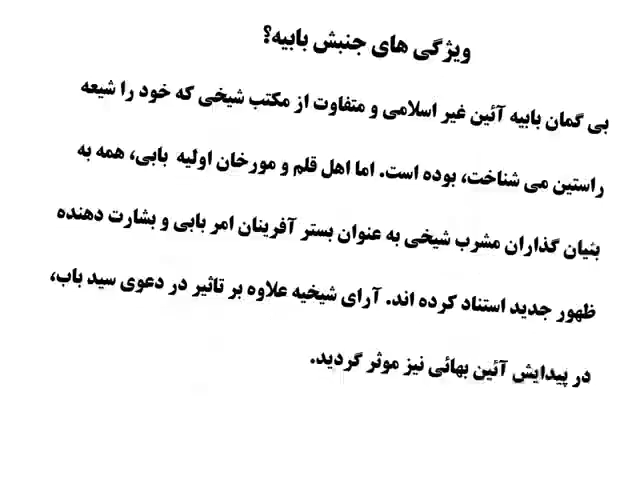 ویژگی های جنبش بابیه؟
بی گمان بابیه آئین غیر اسلامی و متفاوت از مکتب شیخی که خود را شیعه
راستین می شناخت، بوده است. اما اهل قلم و مورخان اولیه بابی، همه به
بنیان گذاران مشرب شیخی به عنوان بستر آفرینان امر بابی و بشارت دهنده
ظهور جدید استناد کرده اند. آرای شیخیه علاوه بر تاثیر در دعوی سید باب،
در پیدایش آئین بهائی نیز موثر گردید.